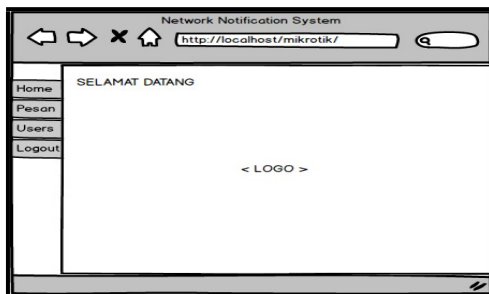 Network Notification System
http://localhost/mikrotik/
Home
Pesan
Users
Logout
SELAMAT DATANG
< LOGO >